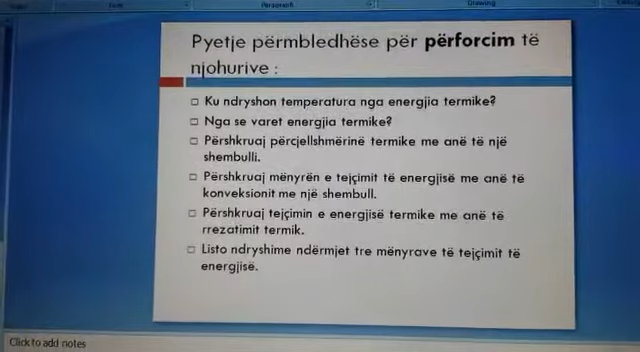 Font
Paragraph
Drawing
Pyetje përmbledhëse për përforcim të
njohurive :
Ku ndryshon temperatura nga energjia termike?
Nga se varet energjia termike?
Përshkruaj përcjellshmërinë termike me anë të një
shembulli.
Përshkruaj mënyrën e tejçimit të energjisë me anë të
konveksionit me një shembull.
Përshkruaj tejçimin e energjisë termike me anë të
rrezatimit termik.
Listo ndryshime ndërmjet tre mënyrave të tejçimit të
energjisë.
Click to add notes